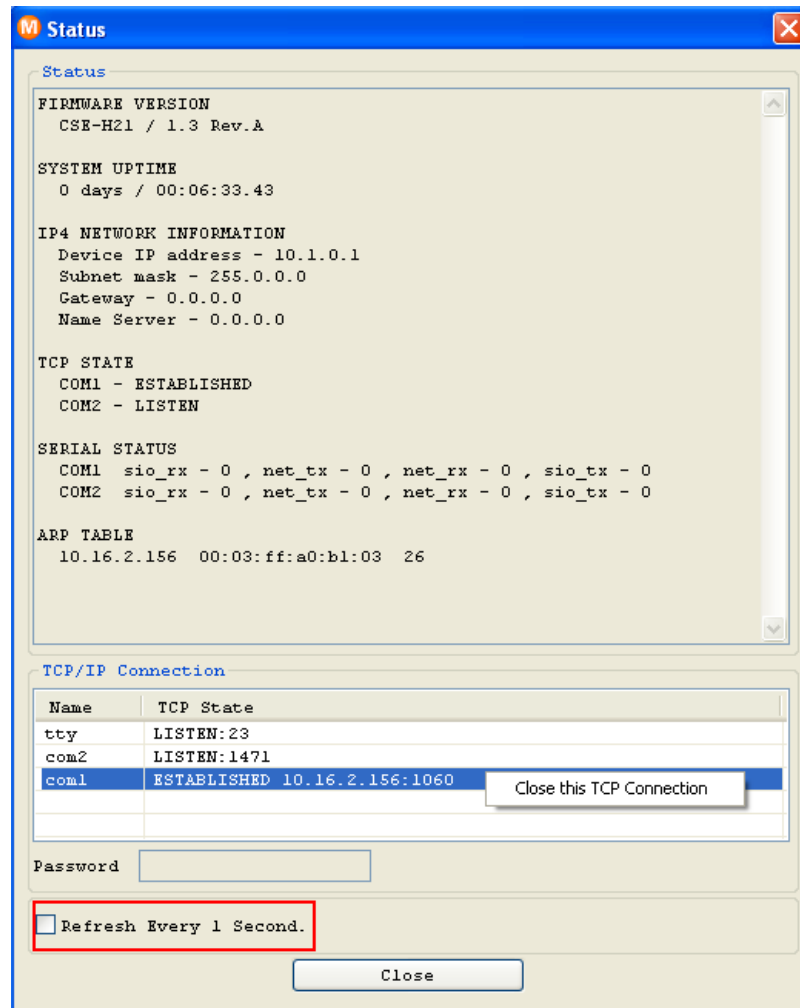 M Status
Status
FIRMWARE VERSION
CSE-H21 / 1.3 Rev.A
SYSTEM UPTIME
0 days / 00:06:33.43
IP4 NETWORK INFORMATION
Device IP address - 10.1.0.1
Subnet mask - 255.0.0.0
Gateway - 0.0.0.0
Name Server - 0.0.0.0
TCP STATE
COM1 - ESTABLISHED
COM2 - LISTEN
SERIAL STATUS
COM1 sio_rx - 0 , net_tx - 0 , net_rx - 0 , sio_tx - 0
COM2 sio_rx - 0 , net_tx - 0 , net_rx - 0 , sio_tx - 0
ARP TABLE
10.16.2.156 00:03:ff:a0:b1:03 26
TCP/IP Connection
Name TCP State
tty LISTEN:23
com2 LISTEN:1471
com1 ESTABLISHED 10.16.2.156:1060
Close this TCP Connection
Password
Refresh Every 1 Second.
Close